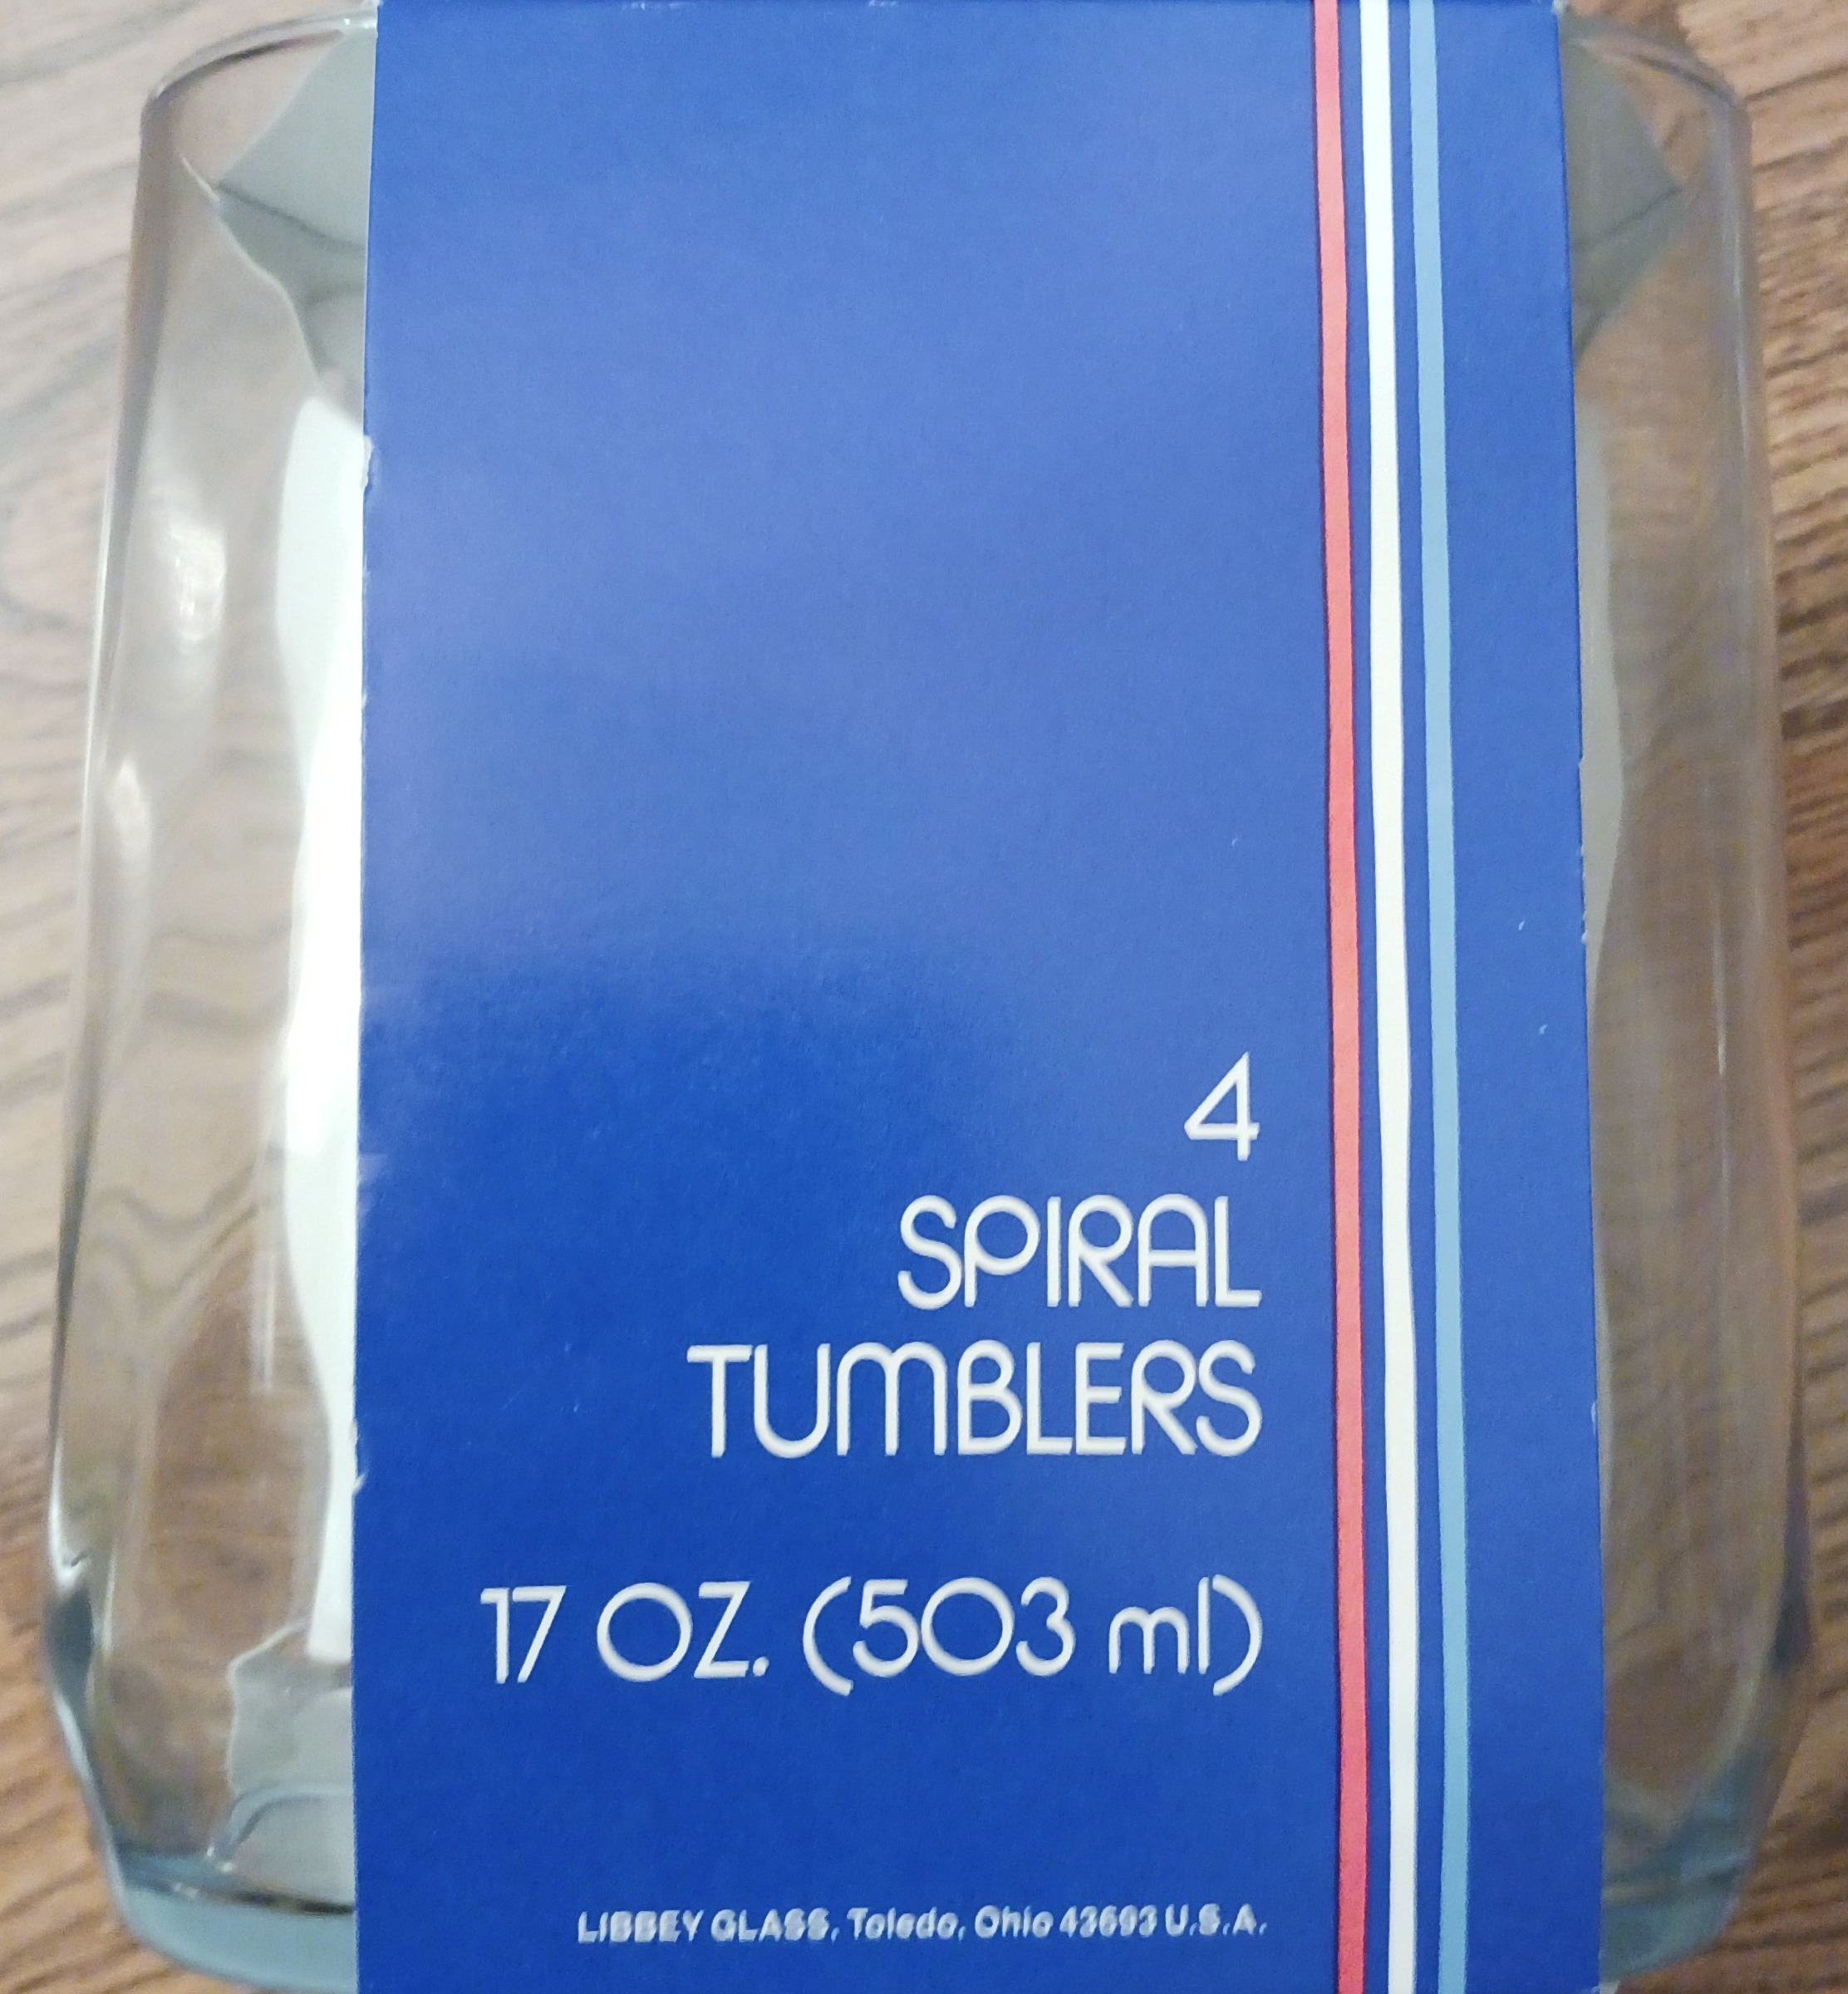 4
SPIRAL
TUMBLERS
17 OZ. (503 ml)
LIBBEY GLASS, Toledo, Ohio 43693 U.S.A.